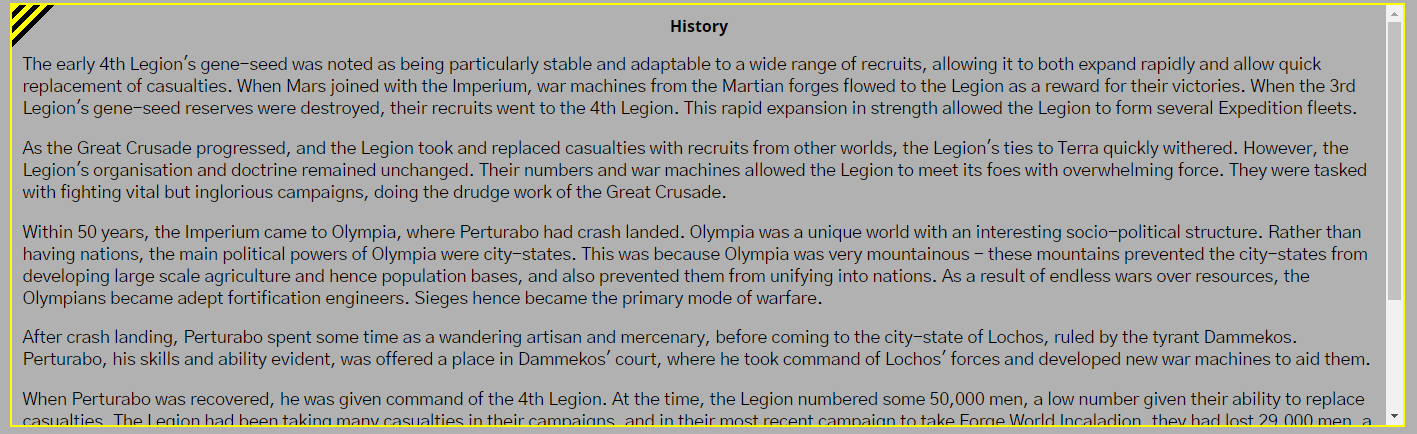 History
The early 4th Legion's gene-seed was noted as being particularly stable and adaptable to a wide range of recruits, allowing it to both expand rapidly and allow quick
replacement of casualties. When Mars joined with the Imperium, war machines from the Martian forges flowed to the Legion as a reward for their victories. When the 3rd
Legion's gene-seed reserves were destroyed, their recruits went to the 4th Legion. This rapid expansion in strength allowed the Legion to form several Expedition fleets.
As the Great Crusade progressed, and the Legion took and replaced casualties with recruits from other worlds, the Legion's ties to Terra quickly withered. However, the
Legion's organisation and doctrine remained unchanged. Their numbers and war machines allowed the Legion to meet its foes with overwhelming force. They were tasked
with fighting vital but inglorious campaigns, doing the drudge work of the Great Crusade.
Within 50 years, the Imperium came to Olympia, where Perturabo had crash landed. Olympia was a unique world with an interesting socio-political structure. Rather than
having nations, the main political powers of Olympia were city-states. This was because Olympia was very mountainous - these mountains prevented the city-states from
developing large scale agriculture and hence population bases, and also prevented them from unifying into nations. As a result of endless wars over resources, the
Olympians became adept fortification engineers. Sieges hence became the primary mode of warfare.
After crash landing, Perturabo spent some time as a wandering artisan and mercenary, before coming to the city-state of Lochos, ruled by the tyrant Dammekos.
Perturabo, his skills and ability evident, was offered a place in Dammekos' court, where he took command of Lochos' forces and developed new war machines to aid them.
When Perturabo was recovered, he was given command of the 4th Legion. At the time, the Legion numbered some 50,000 men, a low number given their ability to replace
casualties. The Legion had been taking many casualties in their campaigns, and in their most recent campaign to take Forge World Incaladion, they had lost 29,000 men, a